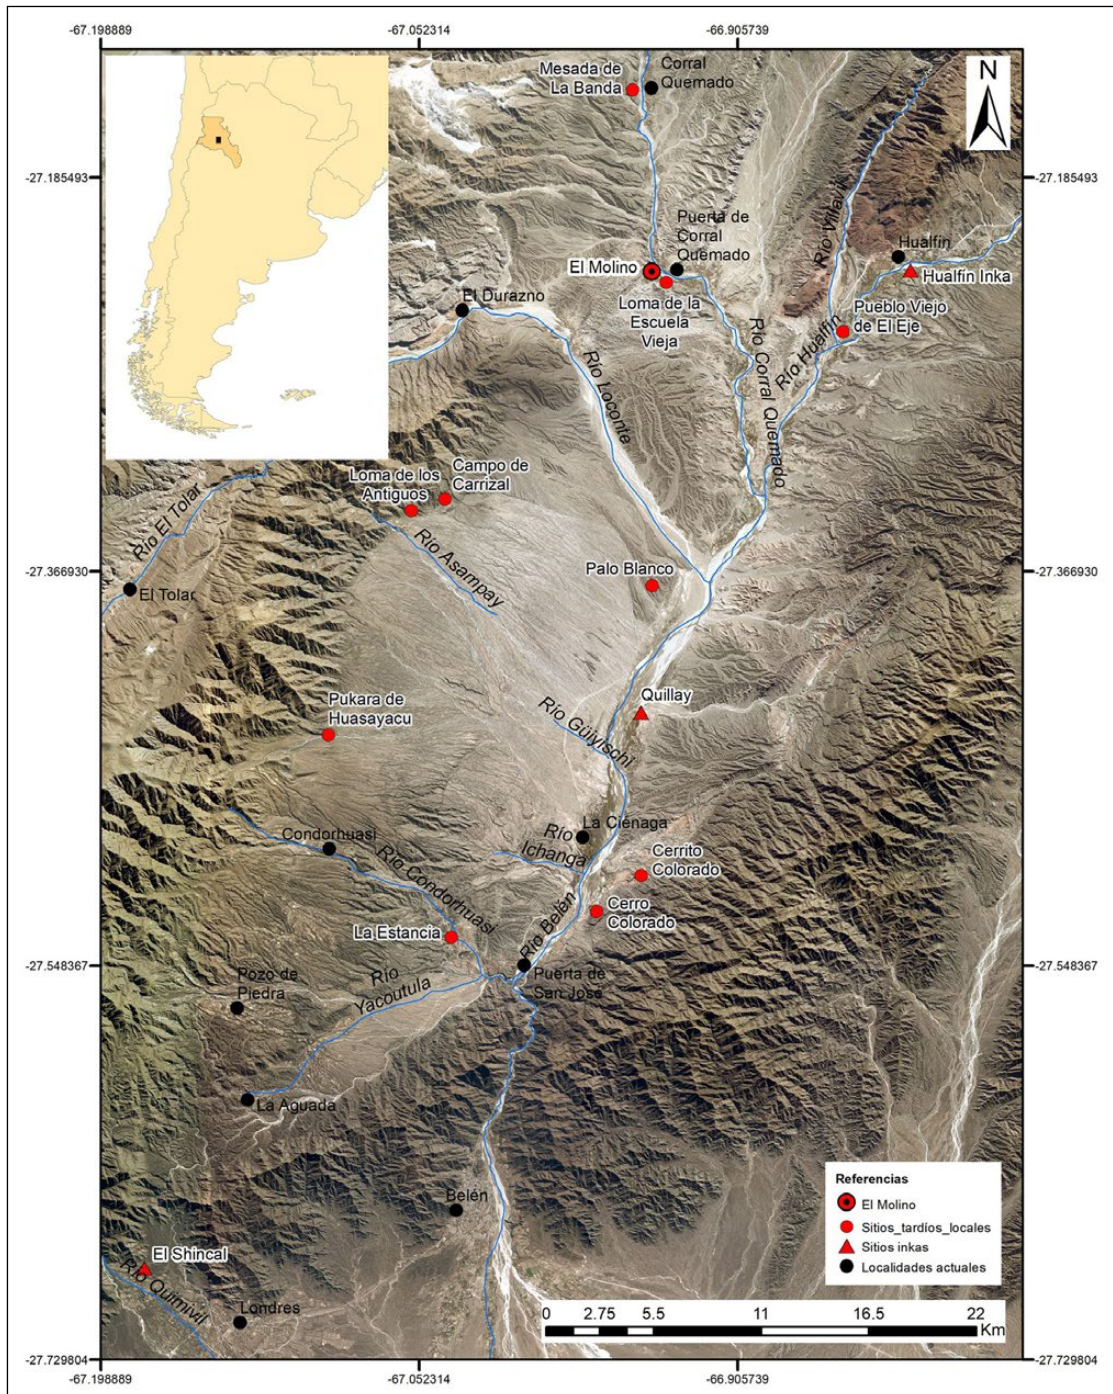 -67.198889
-67.052314
-66.905739
-27.185493
-27.185493
-27.366930
-27.366930
-27.548367
-27.548367
-27.729804
-27.729804
-67.198889
-67.052314
-66.905739
N
Mesada de
La Banda
Corral
Quemado
Puerta de
Corral
Quemado
El Molino
Loma de la
Escuela
Vieja
Río Villavil
Hualfín
Hualfín Inka
Pueblo Viejo
de El Eje
Río Hualfín
Río Corral Quemado
El Durazno
Río Loconte
Loma de los
Antiguos
Campo de
Carrizal
Río El Tolar
El Tolar
Río Asampay
Palo Blanco
Pukara de
Huasayacu
Quillay
Río Güiyischi
La Ciénaga
Río
Ichanga
Condorhuasi
Río Condorhuasi
Cerrito
Colorado
Cerro
Colorado
La Estancia
Río Belén
Puerta de
San José
Pozo de
Piedra
Río
Yacoutula
La Aguada
Belén
El Shincal
Río Quimivil
Londres
Referencias
El Molino
Sitios_tardíos_locales
Sitios inkas
Localidades actuales
0
2.75
5.5
11
16.5
22
Km